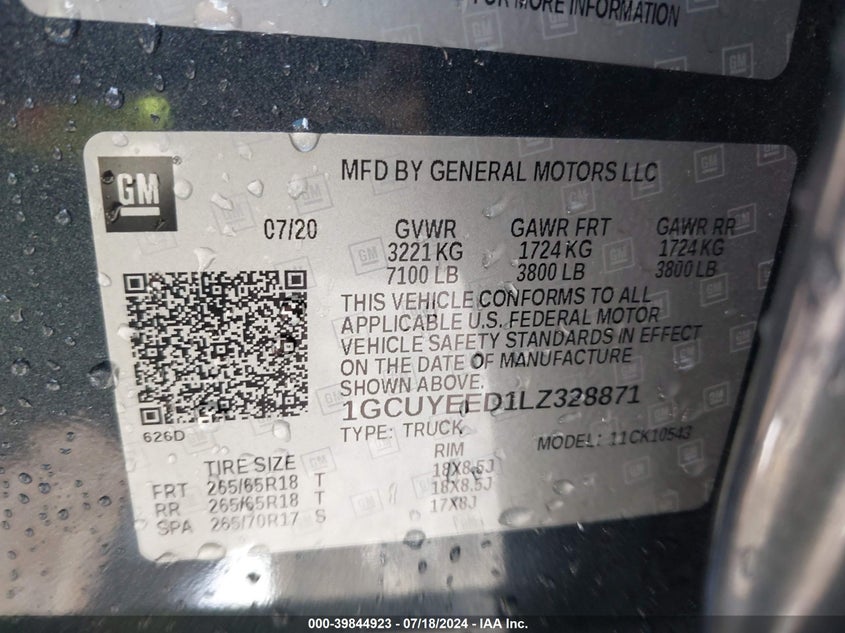 FOR MORE INFORMATION
GM
MFD BY GENERAL MOTORS LLC
07/20 GVWR GAWR FRT GAWR RR
3221 KG 1724 KG 1724 KG
7100 LB 3800 LB 3800 LB
THIS VEHICLE CONFORMS TO ALL
APPLICABLE U.S. FEDERAL MOTOR
VEHICLE SAFETY STANDARDS IN EFFECT
ON THE DATE OF MANUFACTURE
SHOWN ABOVE.
1GCUYEED1LZ328871
626D TYPE: TRUCK MODEL: 11CK10543
TIRE SIZE RIM
FRT 265/65R18 T 18X8.5J
RR 265/65R18 T 18X8.5J
SPA 265/70R17 S 17X8J
000-39844923 - 07/18/2024 - IAA Inc.